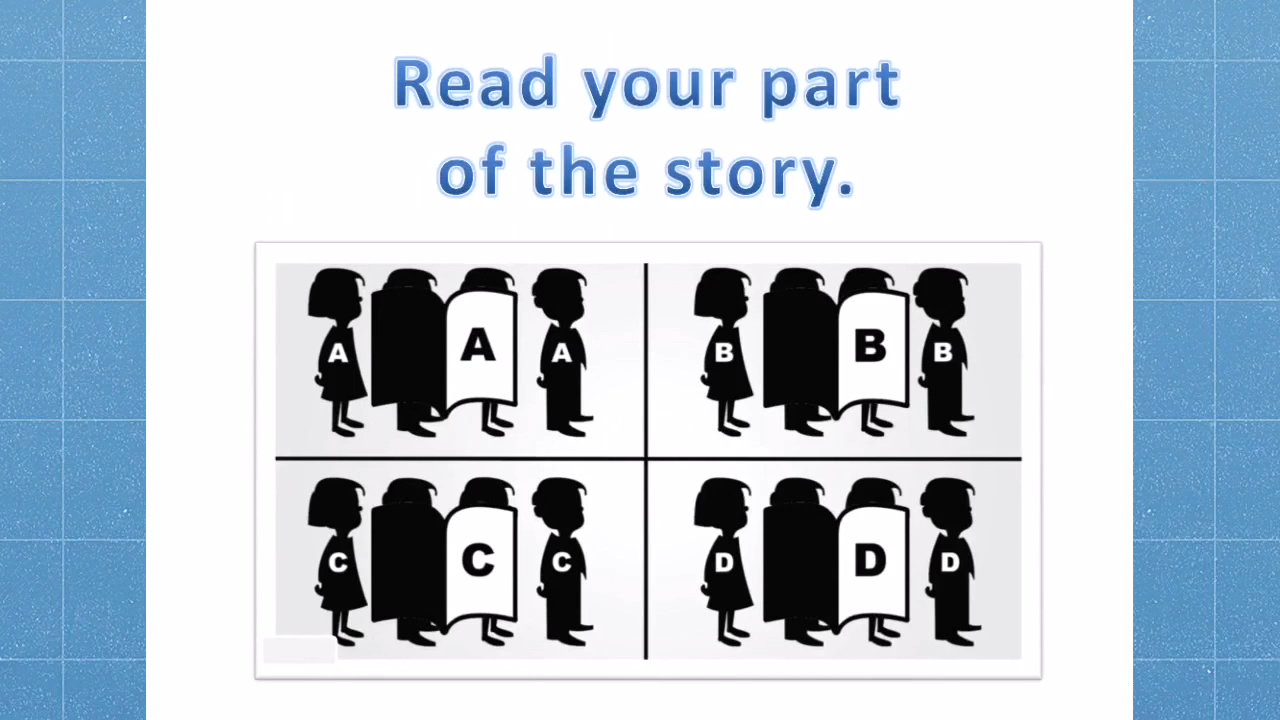 Read your part
of the story.
A A A
B B B
C C C
D D D